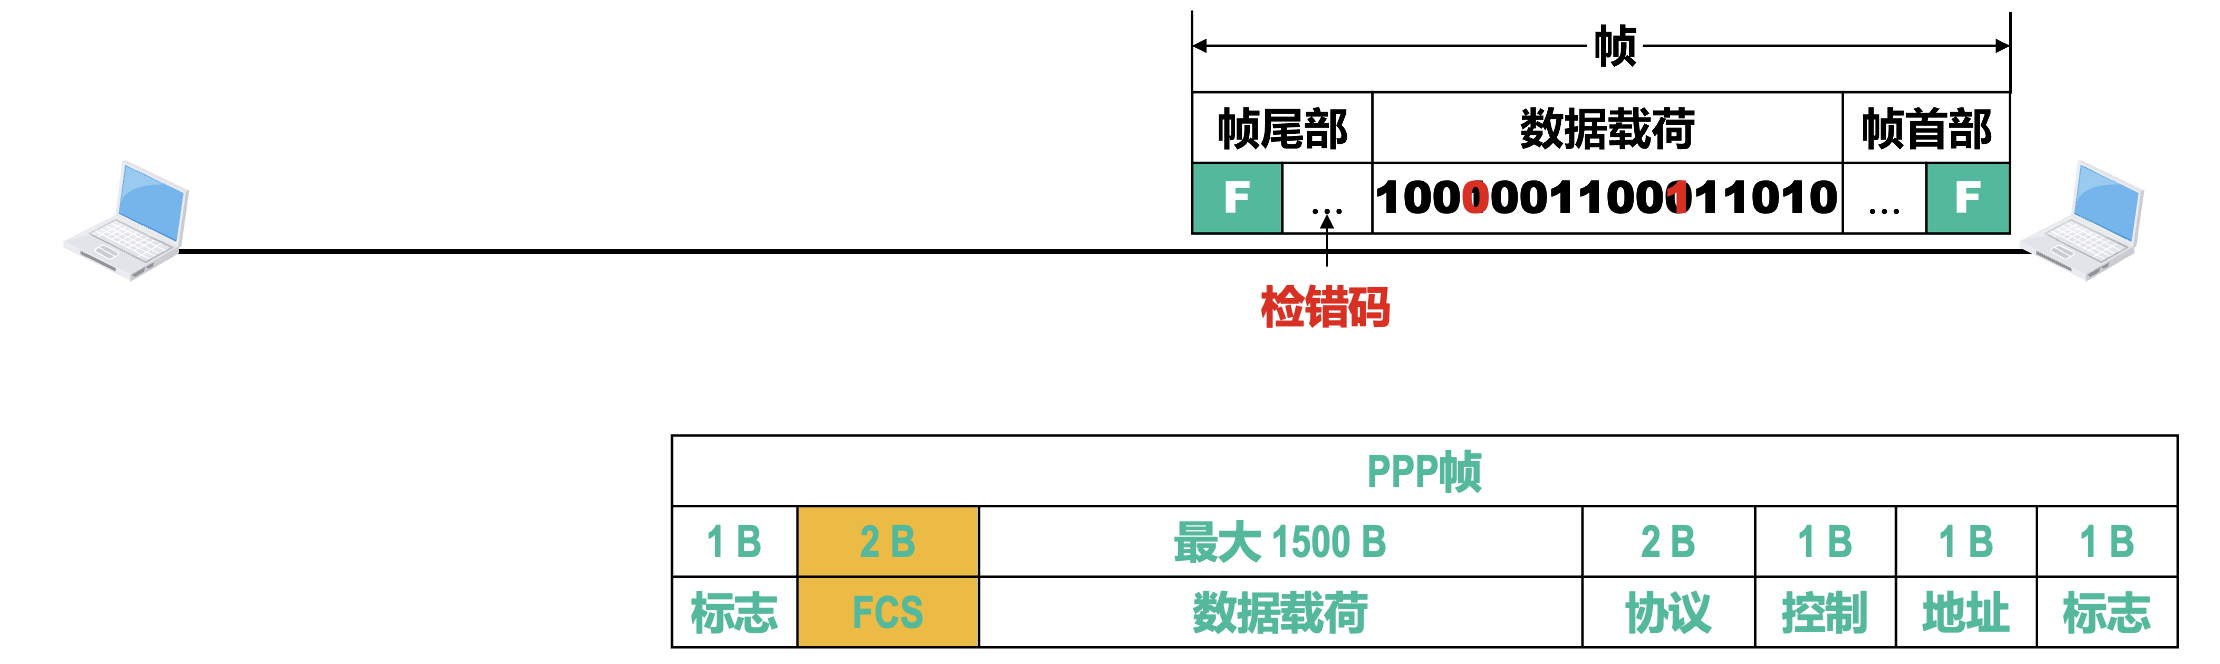 帧
帧尾部 数据载荷 帧首部
F ... 1000001100111010 ... F
检错码
PPP帧
1 B 2 B 最大 1500 B 2 B 1 B 1 B 1 B
标志 FCS 数据载荷 协议 控制 地址 标志